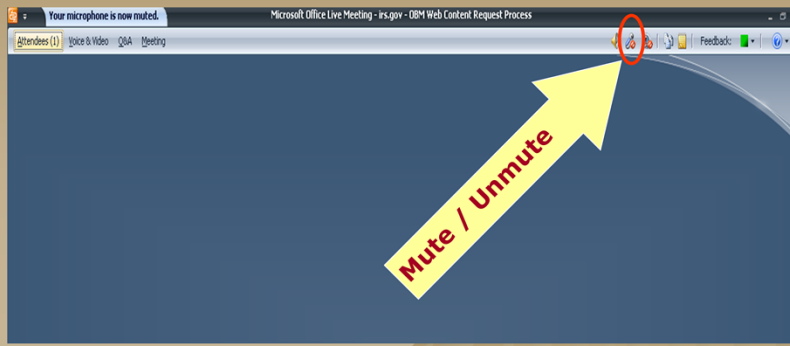 Your microphone is now muted.
Microsoft Office Live Meeting - irs.gov - OBM Web Content Request Process
Attendees (1) Voice & Video Q&A Meeting
Feedback:
Mute / Unmute